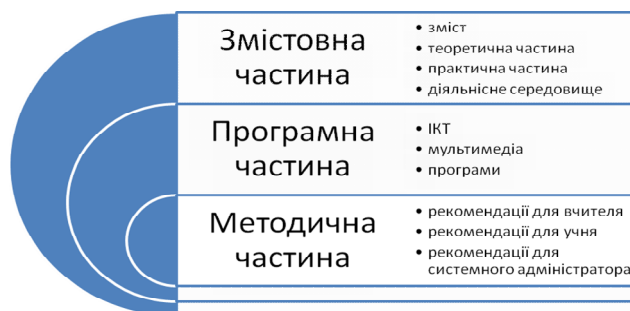 Змістовна
частина
• зміст
• теоретична частина
• практична частина
• діяльнісне середовище
Програмна
частина
• ІКТ
• мультимедіа
• програми
Методична
частина
• рекомендації для вчителя
• рекомендації для учня
• рекомендації для
системного адміністратора